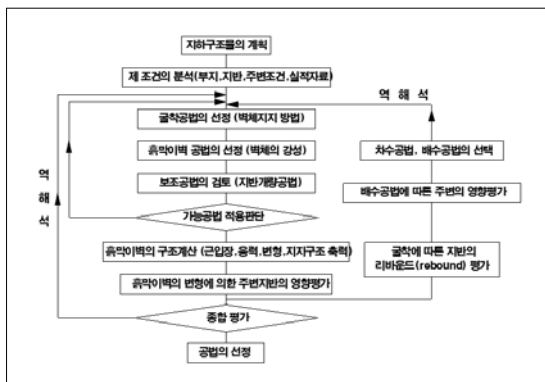 지하구조물의 계획
제 조건의 분석(부지,지반,주변조건,실적자료)
역 해 석
굴착공법의 선정 (벽체지지 방법)
흙막이벽 공법의 선정 (벽체의 강성)
보조공법의 검토 (지반개량공법)
가능공법 적용판단
흙막이벽의 구조계산 (근입장,응력,변형,지지구조 축력)
흙막이벽의 변형에 의한 주변지반의 영향평가
종합 평가
공법의 선정
역 해 석
차수공법, 배수공법의 선택
배수공법에 따른 주변의 영향평가
굴착에 따른 지반의
리바운드(rebound) 평가